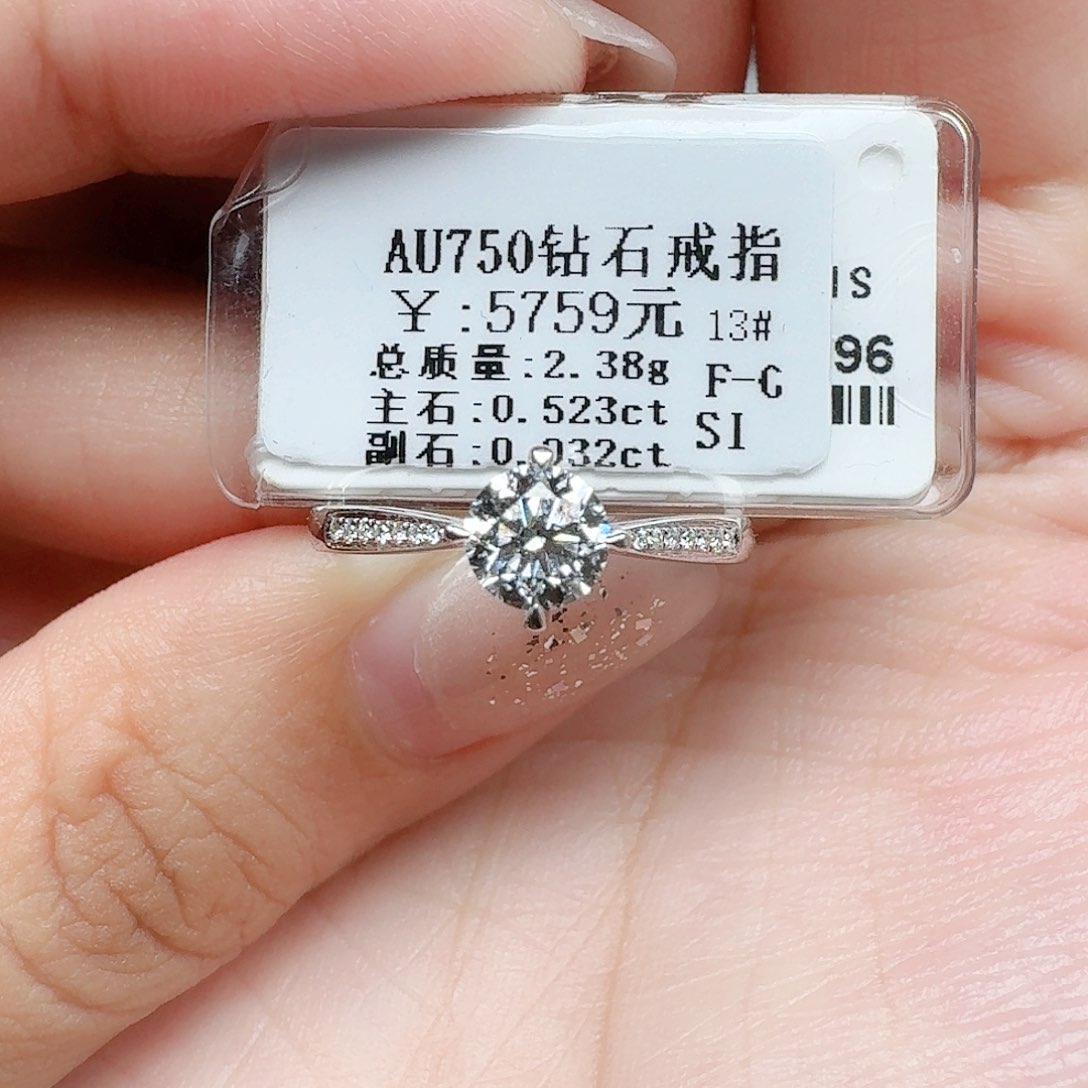 AU750钻石戒指
￥:5759元 13#
总质量:2.38g F-G
主石:0.523ct SI
副石:0.032ct
IS
96